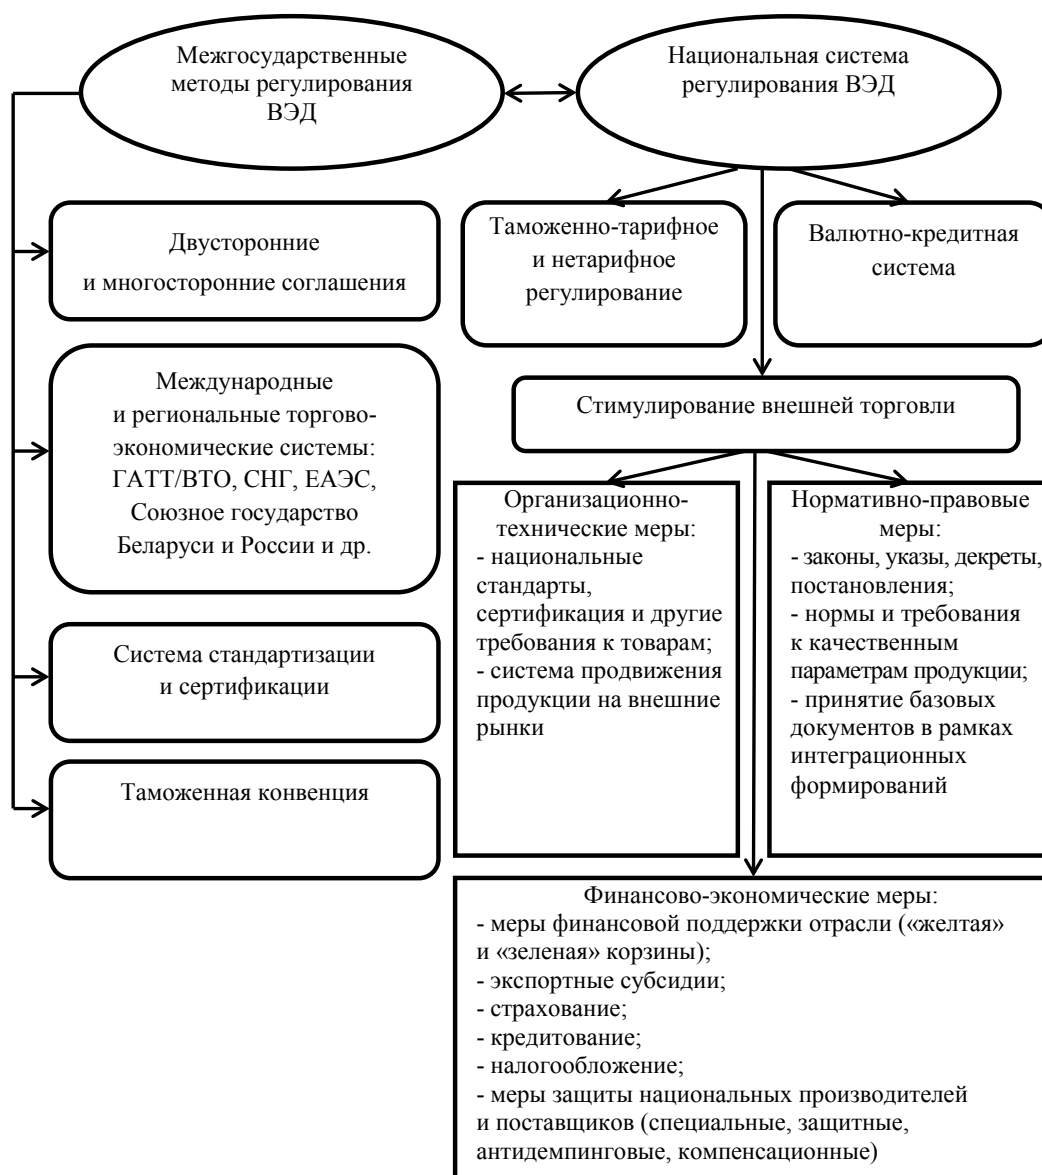 Межгосударственные
методы регулирования
ВЭД
Национальная система
регулирования ВЭД
Двусторонние
и многосторонние соглашения
Таможенно-тарифное
и нетарифное
регулирование
Валютно-кредитная
система
Международные
и региональные торгово-
экономические системы:
ГАТТ/ВТО, СНГ, ЕАЭС,
Союзное государство
Беларуси и России и др.
Стимулирование внешней торговли
Система стандартизации
и сертификации
Таможенная конвенция
Организационно-
технические меры:
- национальные
стандарты,
сертификация и другие
требования к товарам;
- система продвижения
продукции на внешние
рынки
Нормативно-правовые
меры:
- законы, указы, декреты,
постановления;
- нормы и требования
к качественным
параметрам продукции;
- принятие базовых
документов в рамках
интеграционных
формирований
Финансово-экономические меры:
- меры финансовой поддержки отрасли («желтая»
и «зеленая» корзины);
- экспортные субсидии;
- страхование;
- кредитование;
- налогообложение;
- меры защиты национальных производителей
и поставщиков (специальные, защитные,
антидемпинговые, компенсационные)